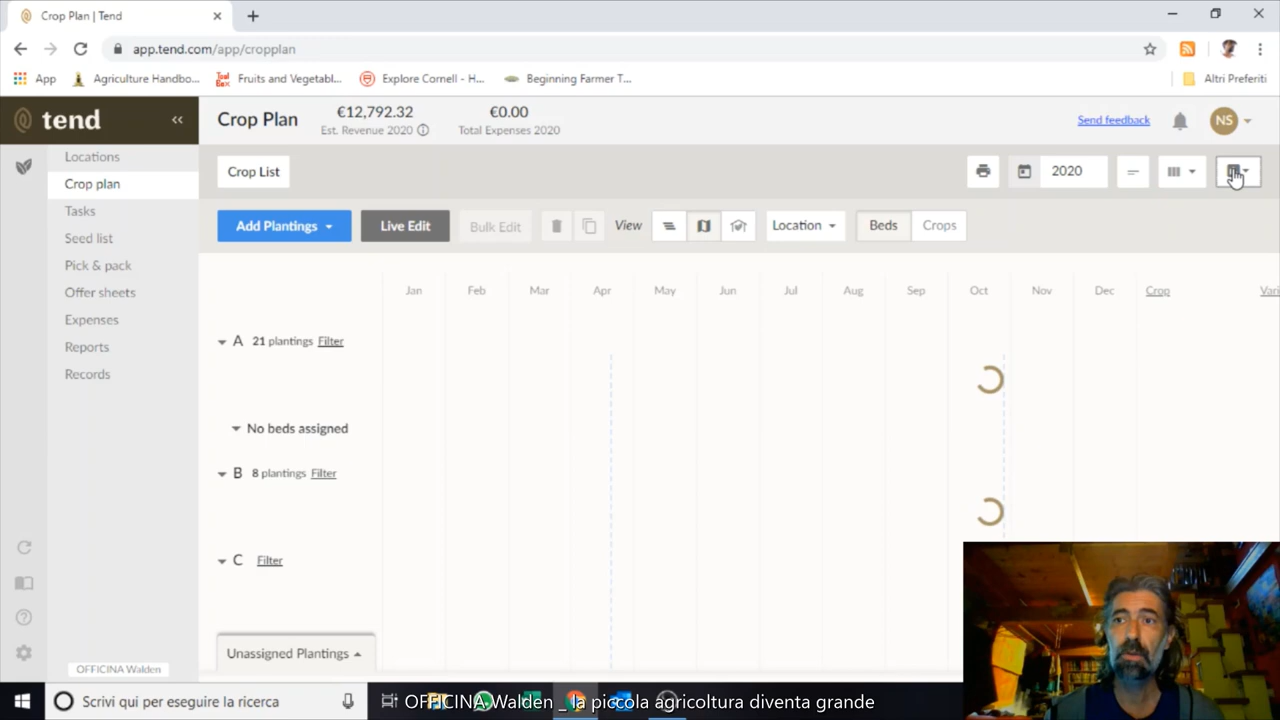 Crop Plan | Tend
app.tend.com/app/cropplan
App Agriculture Handbo... Fruits and Vegetabl... Explore Cornell - H... Beginning Farmer T... Altri Preferiti
tend «
Crop Plan
€12,792.32
Est. Revenue 2020
€0.00
Total Expenses 2020
Send feedback
NS
Locations
Crop plan
Tasks
Seed list
Pick & pack
Offer sheets
Expenses
Reports
Records
OFFICINA Walden
Crop List
2020
Add Plantings Live Edit Bulk Edit View Location Beds Crops
Jan Feb Mar Apr May Jun Jul Aug Sep Oct Nov Dec Crop Vari
A 21 plantings Filter
No beds assigned
B 8 plantings Filter
C Filter
Unassigned Plantings
Scrivi qui per eseguire la ricerca
OFFICINA Walden _ la piccola agricoltura diventa grande